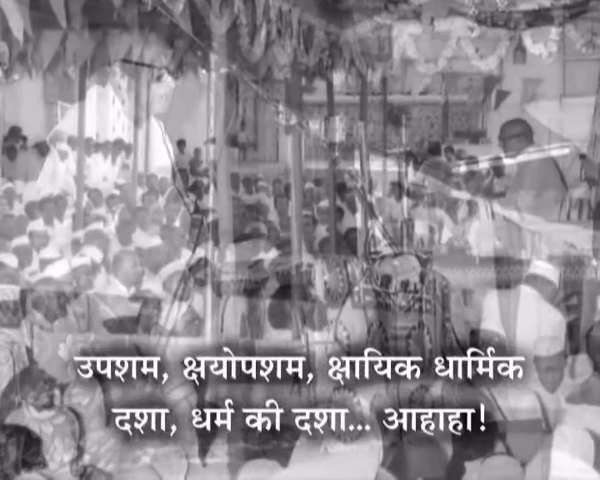 उपशम, क्षयोपशम, क्षायिक धार्मिक
दशा, धर्म की दशा... आहाहा!